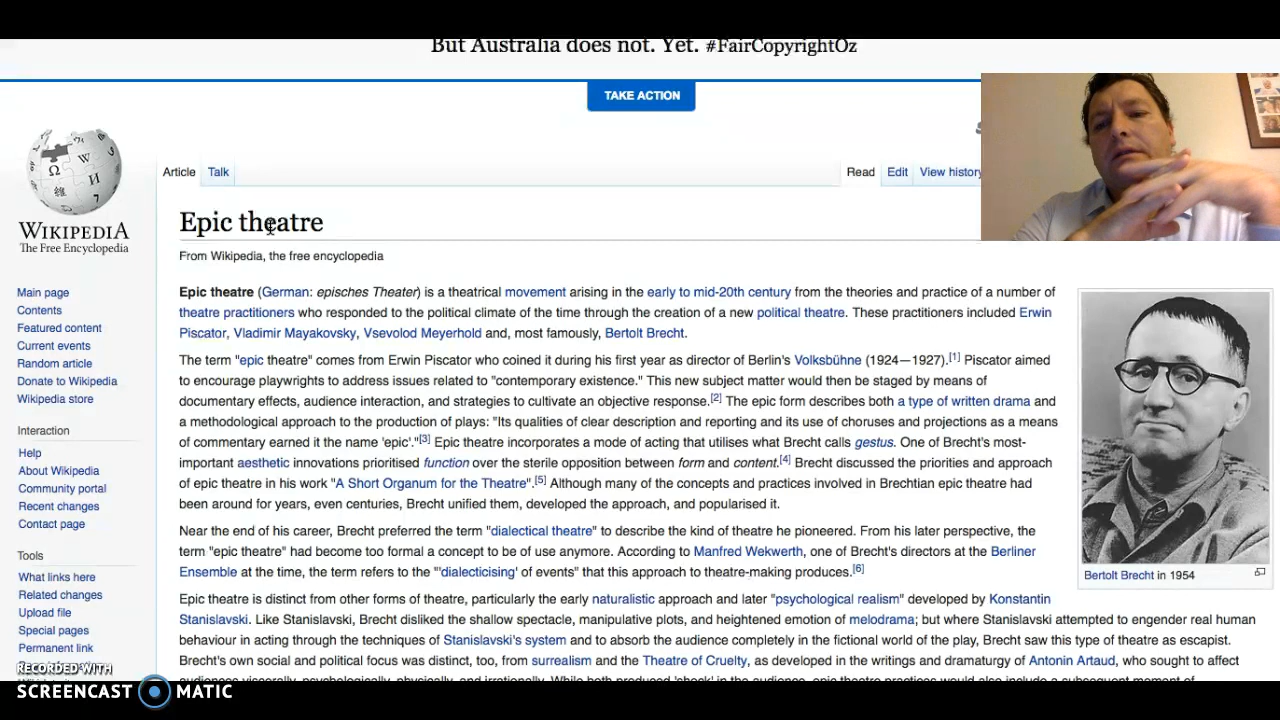 But Australia does not. Yet. #FairCopyrightOz
TAKE ACTION
WIKIPEDIA
The Free Encyclopedia
Article
Talk
Read
Edit
View history
Epic theatre
From Wikipedia, the free encyclopedia
Epic theatre (German: episches Theater) is a theatrical movement arising in the early to mid-20th century from the theories and practice of a number of
theatre practitioners who responded to the political climate of the time through the creation of a new political theatre. These practitioners included Erwin
Piscator, Vladimir Mayakovsky, Vsevolod Meyerhold and, most famously, Bertolt Brecht.
The term "epic theatre" comes from Erwin Piscator who coined it during his first year as director of Berlin's Volksbühne (1924—1927).[1] Piscator aimed
to encourage playwrights to address issues related to "contemporary existence." This new subject matter would then be staged by means of
documentary effects, audience interaction, and strategies to cultivate an objective response.[2] The epic form describes both a type of written drama and
a methodological approach to the production of plays: "Its qualities of clear description and reporting and its use of choruses and projections as a means
of commentary earned it the name 'epic'."[3] Epic theatre incorporates a mode of acting that utilises what Brecht calls gestus. One of Brecht's most-
important aesthetic innovations prioritised function over the sterile opposition between form and content.[4] Brecht discussed the priorities and approach
of epic theatre in his work "A Short Organum for the Theatre".[5] Although many of the concepts and practices involved in Brechtian epic theatre had
been around for years, even centuries, Brecht unified them, developed the approach, and popularised it.
Near the end of his career, Brecht preferred the term "dialectical theatre" to describe the kind of theatre he pioneered. From his later perspective, the
term "epic theatre" had become too formal a concept to be of use anymore. According to Manfred Wekwerth, one of Brecht's directors at the Berliner
Ensemble at the time, the term refers to the "'dialecticising' of events" that this approach to theatre-making produces.[6]
Epic theatre is distinct from other forms of theatre, particularly the early naturalistic approach and later "psychological realism" developed by Konstantin
Stanislavski. Like Stanislavski, Brecht disliked the shallow spectacle, manipulative plots, and heightened emotion of melodrama; but where Stanislavski attempted to engender real human
behaviour in acting through the techniques of Stanislavski's system and to absorb the audience completely in the fictional world of the play, Brecht saw this type of theatre as escapist.
Brecht's own social and political focus was distinct, too, from surrealism and the Theatre of Cruelty, as developed in the writings and dramaturgy of Antonin Artaud, who sought to affect
Bertolt Brecht in 1954
Main page
Contents
Featured content
Current events
Random article
Donate to Wikipedia
Wikipedia store
Interaction
Help
About Wikipedia
Community portal
Recent changes
Contact page
Tools
What links here
Related changes
Upload file
Special pages
Permanent link
RECORDED WITH
SCREENCAST MATIC